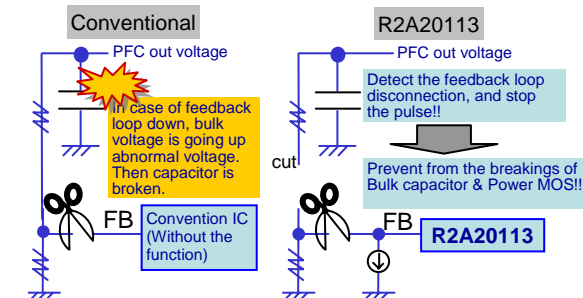 Conventional
PFC out voltage
In case of feedback
loop down, bulk
voltage is going up
abnormal voltage.
Then capacitor is
broken.
FB
Convention IC
(Without the
function)
R2A20113
PFC out voltage
Detect the feedback loop
disconnection, and stop
the pulse!!
cut
Prevent from the breakings of
Bulk capacitor & Power MOS!!
FB
R2A20113